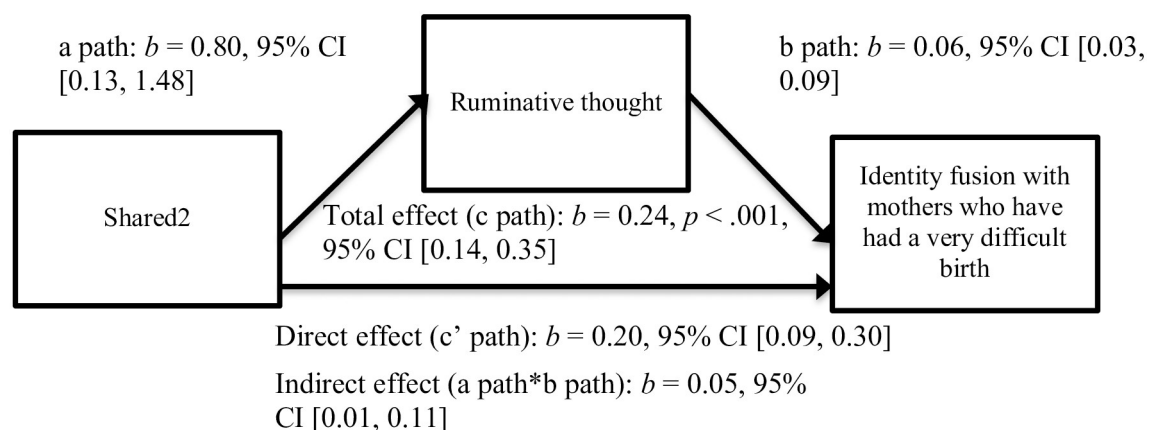 a path: b = 0.80, 95% CI
[0.13, 1.48]
Ruminative thought
b path: b = 0.06, 95% CI [0.03,
0.09]
Shared2
Identity fusion with
mothers who have
had a very difficult
birth
Total effect (c path): b = 0.24, p < .001,
95% CI [0.14, 0.35]
Direct effect (c’ path): b = 0.20, 95% CI [0.09, 0.30]
Indirect effect (a path*b path): b = 0.05, 95%
CI [0.01, 0.11]